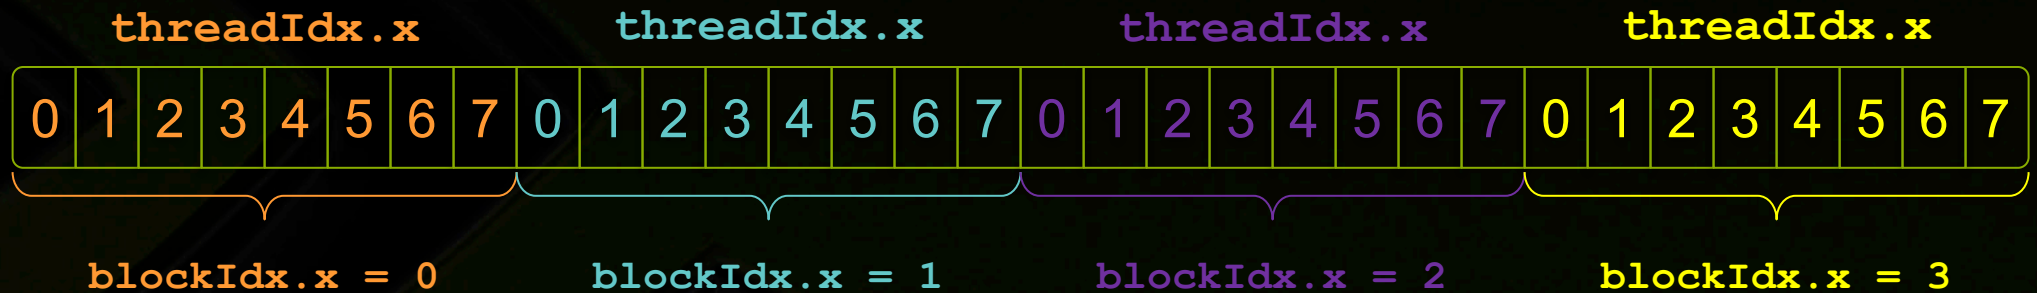 threadIdx.x threadIdx.x threadIdx.x threadIdx.x
0 1 2 3 4 5 6 7 0 1 2 3 4 5 6 7 0 1 2 3 4 5 6 7 0 1 2 3 4 5 6 7
blockIdx.x = 0 blockIdx.x = 1 blockIdx.x = 2 blockIdx.x = 3